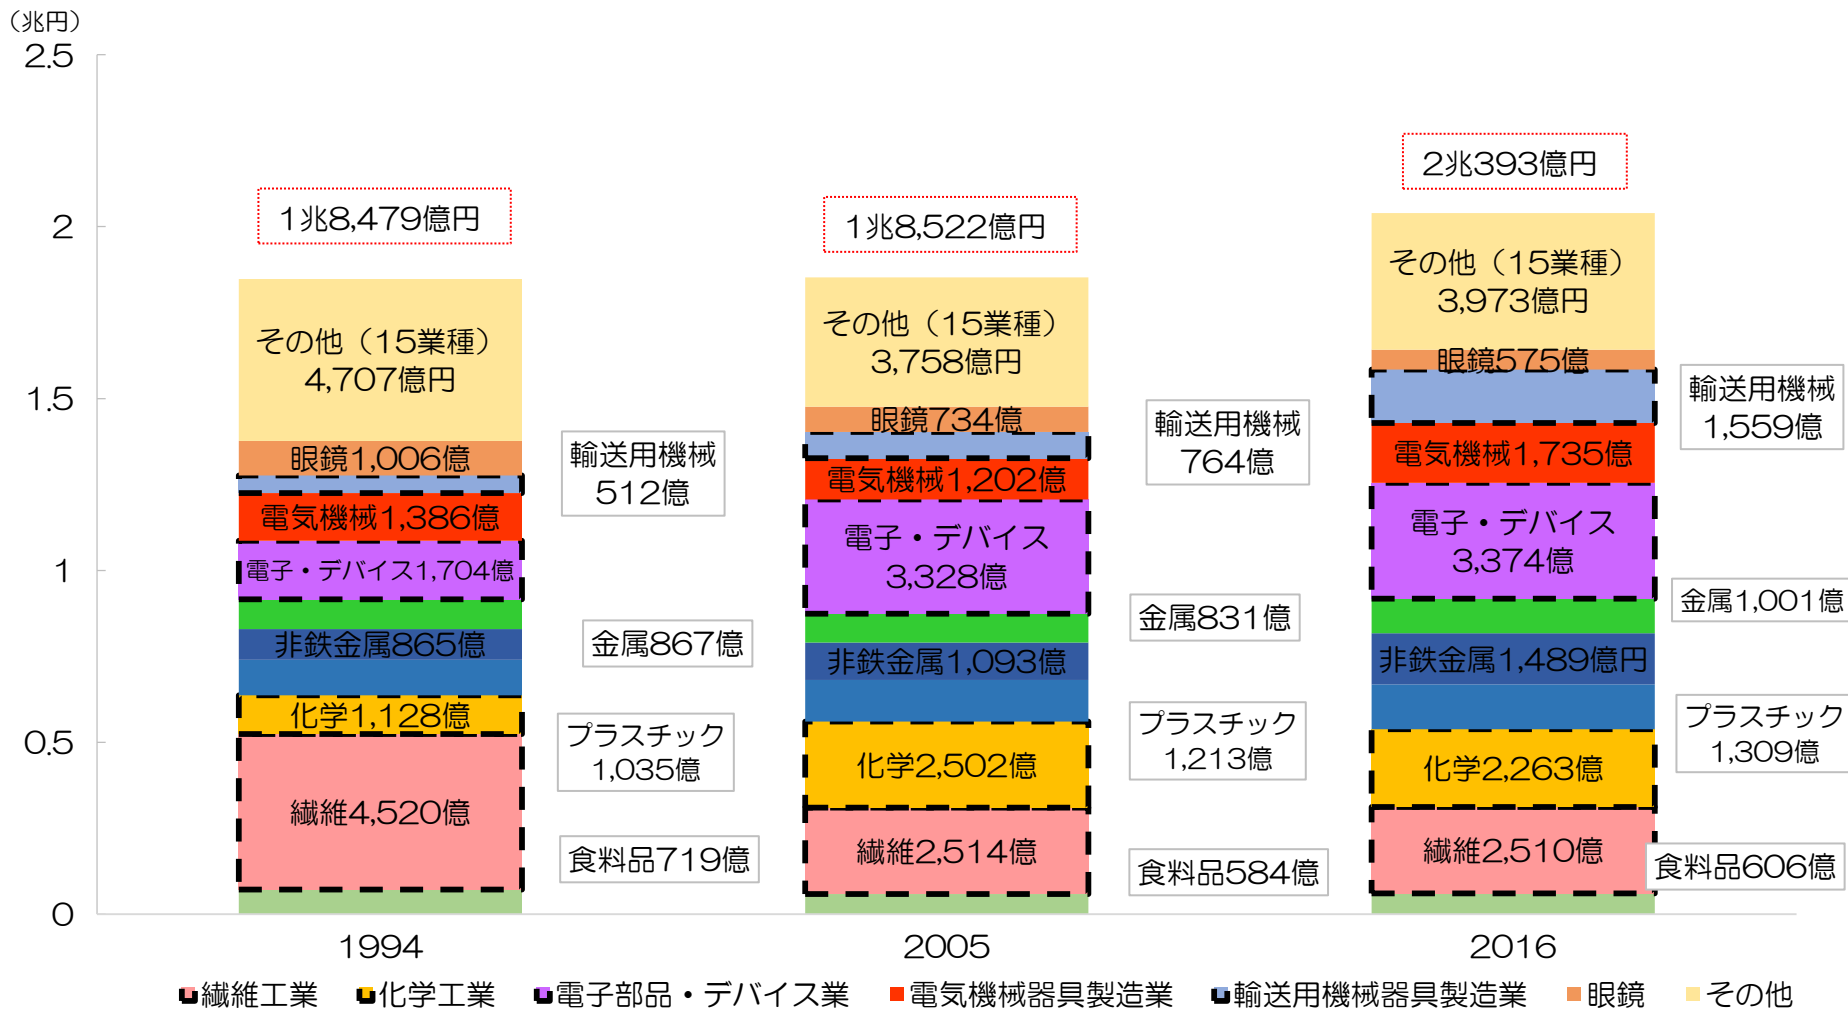 （兆円）
2.5
2
1.5
1
0.5
0
1兆8,479億円
その他（15業種）
4,707億円
眼鏡1,006億
輸送用機械
512億
電気機械1,386億
電子・デバイス1,704億
金属867億
非鉄金属865億
プラスチック
1,035億
化学1,128億
繊維4,520億
食料品719億
1994
1兆8,522億円
その他（15業種）
3,758億円
眼鏡734億
輸送用機械
764億
電気機械1,202億
電子・デバイス
3,328億
金属831億
非鉄金属1,093億
プラスチック
1,213億
化学2,502億
繊維2,514億
食料品584億
2005
2兆393億円
その他（15業種）
3,973億円
眼鏡575億
輸送用機械
1,559億
電気機械1,735億
電子・デバイス
3,374億
金属1,001億
非鉄金属1,489億円
プラスチック
1,309億
化学2,263億
繊維2,510億
食料品606億
2016
繊維工業 化学工業 電子部品・デバイス業 電気機械器具製造業 輸送用機械器具製造業 眼鏡 その他